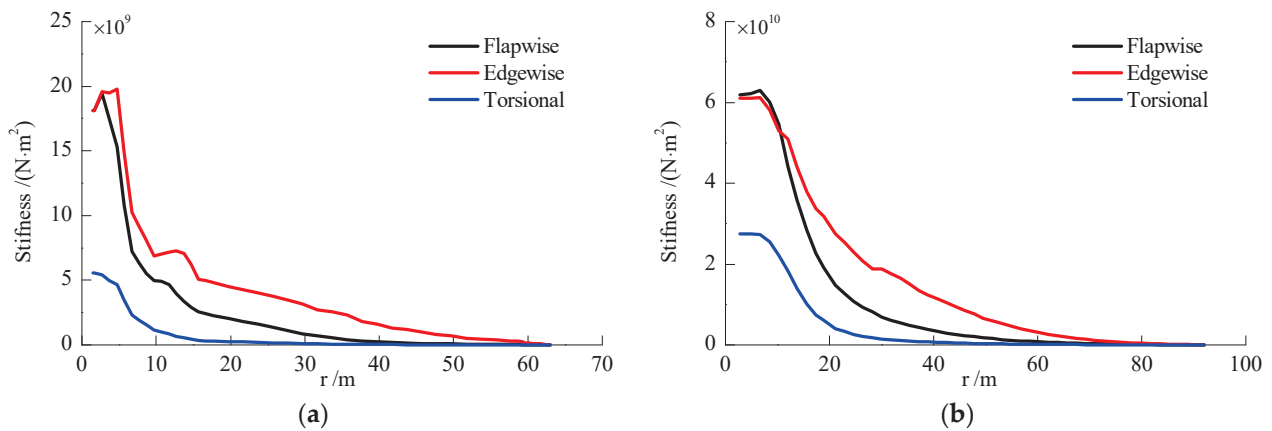 ×10⁹
25
20
15
10
5
0
Stifness /(N·m²)
Flapwise
Edgewise
Torsional
0 10 20 30 40 50 60 70
r /m
(a)
×10¹⁰
8
6
4
2
0
Stiffness /(N·m²)
Flapwise
Edgewise
Torsional
0 20 40 60 80 100
r /m
(b)